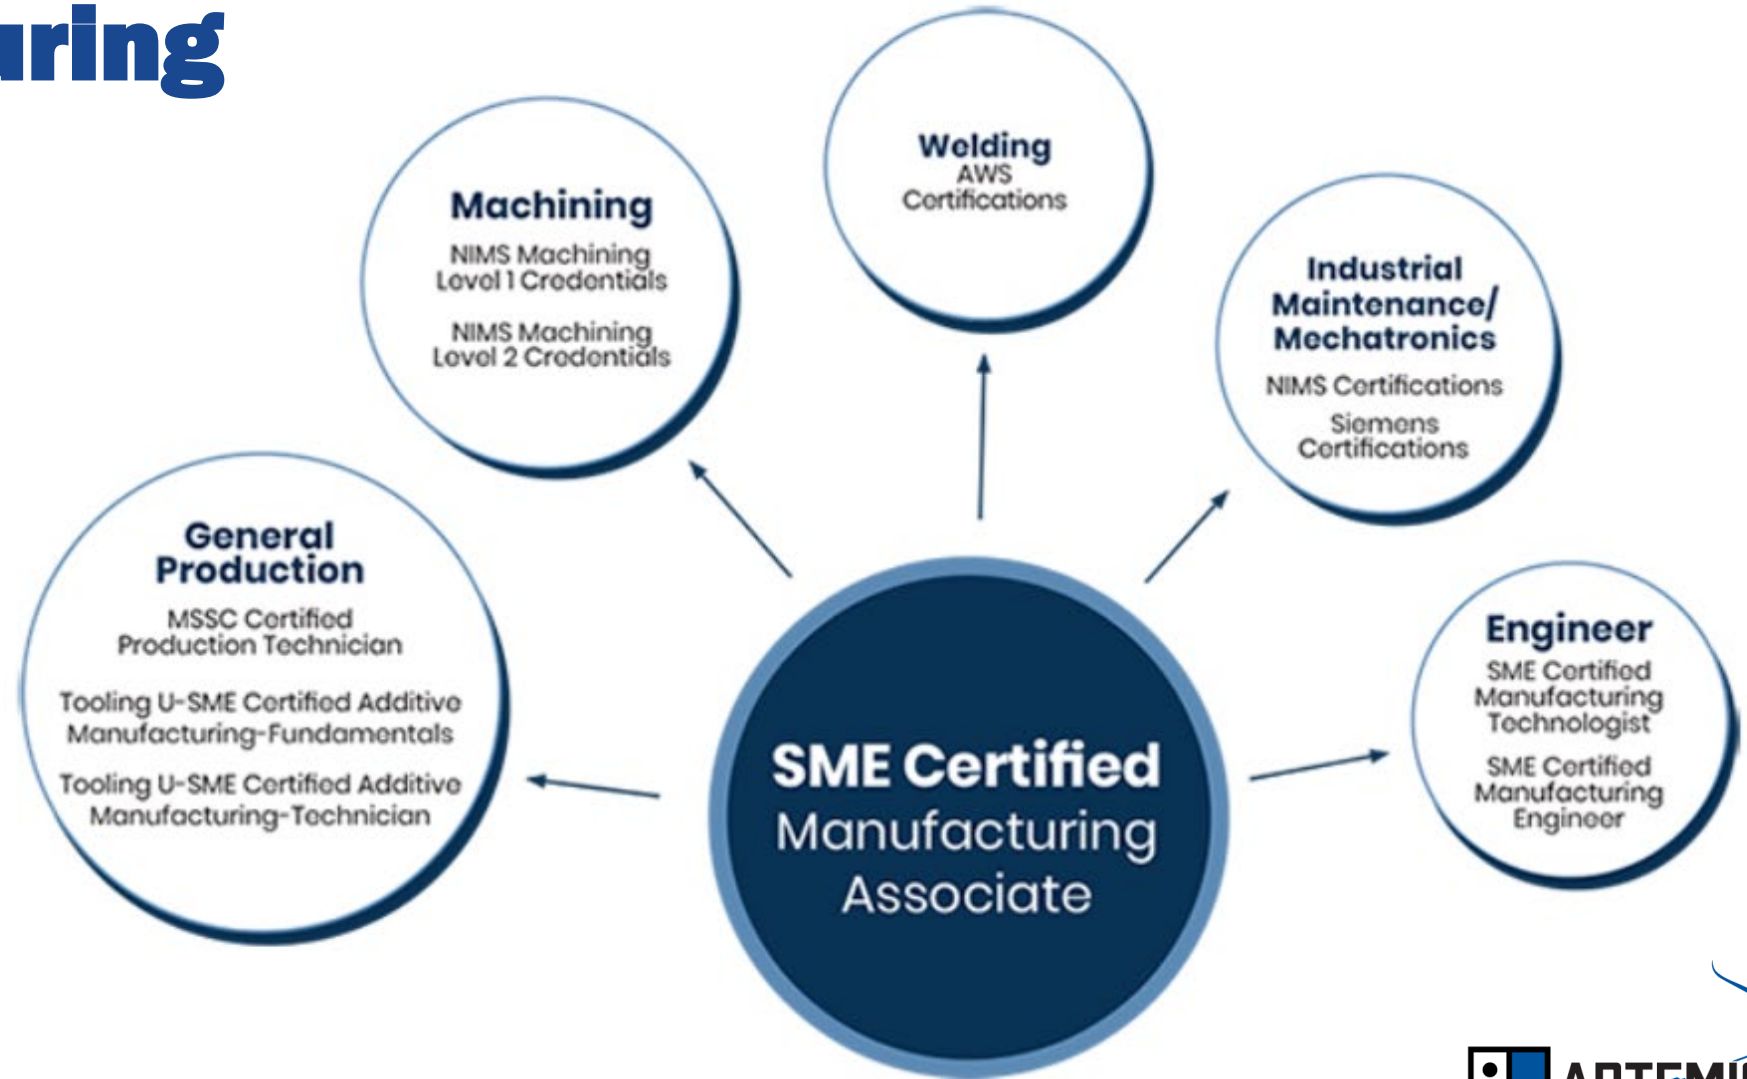 uring
Welding
AWS
Certifications
Machining
NIMS Machining
Level 1 Credentials
NIMS Machining
Level 2 Credentials
Industrial
Maintenance/
Mechatronics
NIMS Certifications
Siemens
Certifications
General
Production
MSSC Certified
Production Technician
Tooling U-SME Certified Additive
Manufacturing-Fundamentals
Tooling U-SME Certified Additive
Manufacturing-Technician
Engineer
SME Certified
Manufacturing
Technologist
SME Certified
Manufacturing
Engineer
SME Certified
Manufacturing
Associate